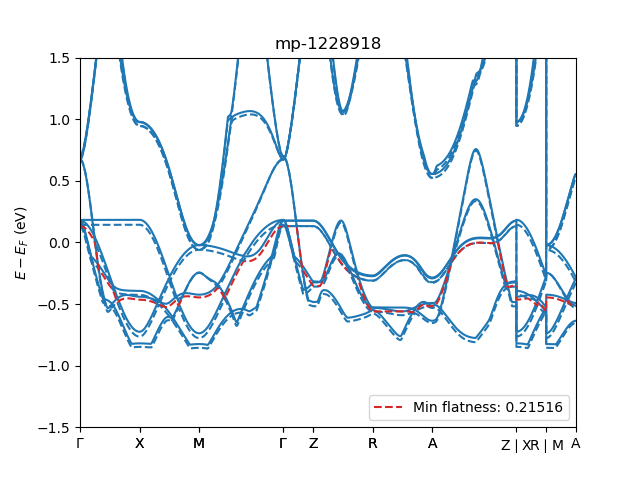 mp-1228918
E − E_F (eV)
1.5
1.0
0.5
0.0
−0.5
−1.0
−1.5
Min flatness: 0.21516
Γ X M Γ Z R A Z | XR | M A